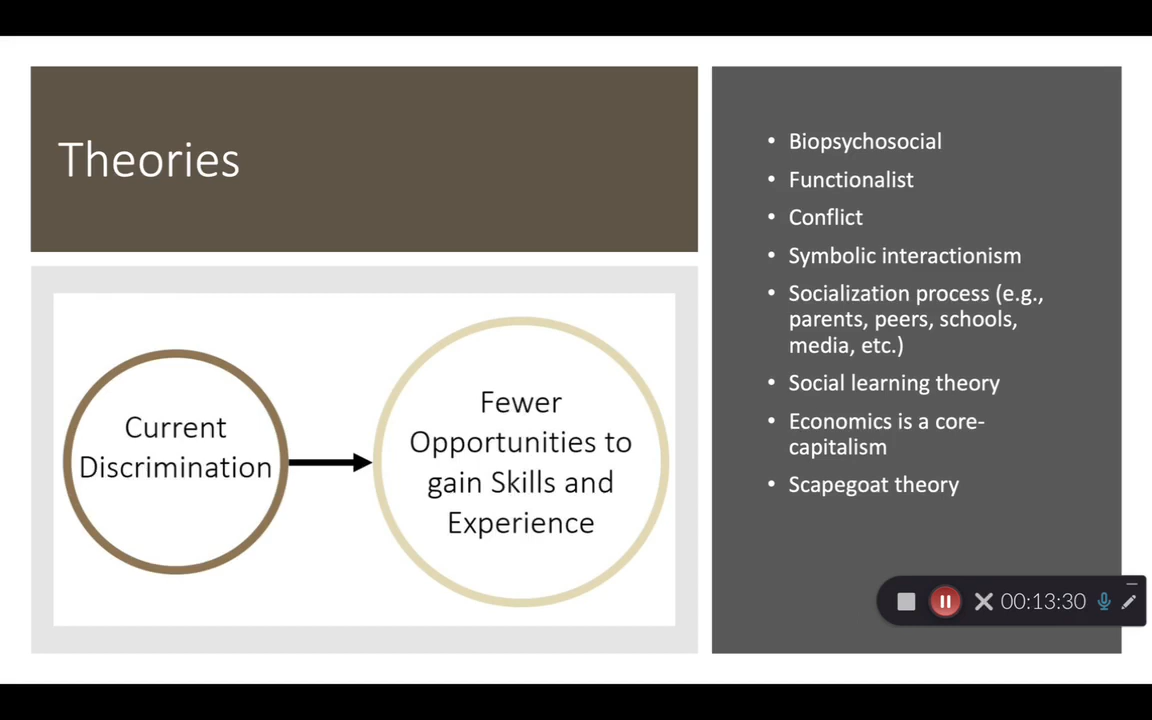 Theories
Current
Discrimination
Fewer
Opportunities to
gain Skills and
Experience
• Biopsychosocial
• Functionalist
• Conflict
• Symbolic interactionism
• Socialization process (e.g.,
parents, peers, schools,
media, etc.)
• Social learning theory
• Economics is a core-
capitalism
• Scapegoat theory
00:13:30